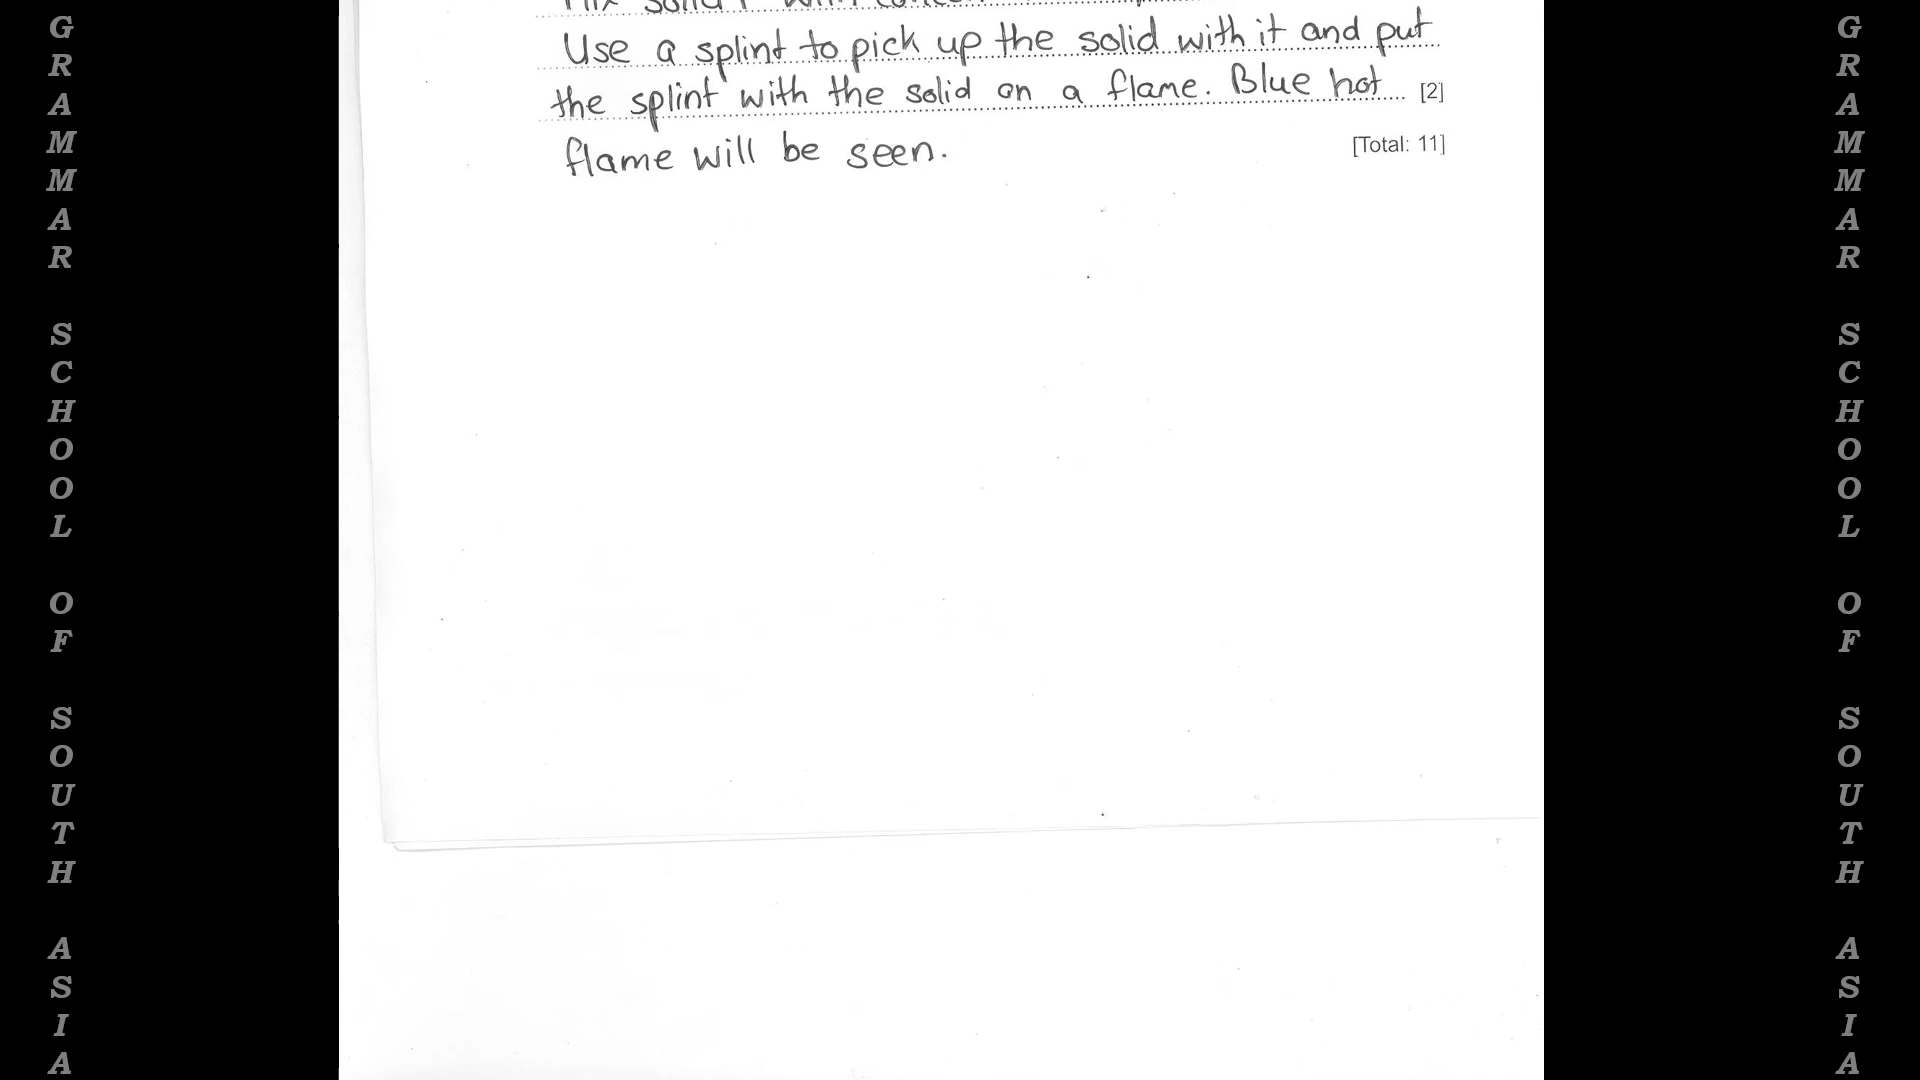 Use a splint to pick up the solid with it and put
the splint with the solid on a flame. Blue hot [2]
flame will be seen.
[Total: 11]
GRAMMAR SCHOOL OF SOUTH ASIA
GRAMMAR SCHOOL OF SOUTH ASIA